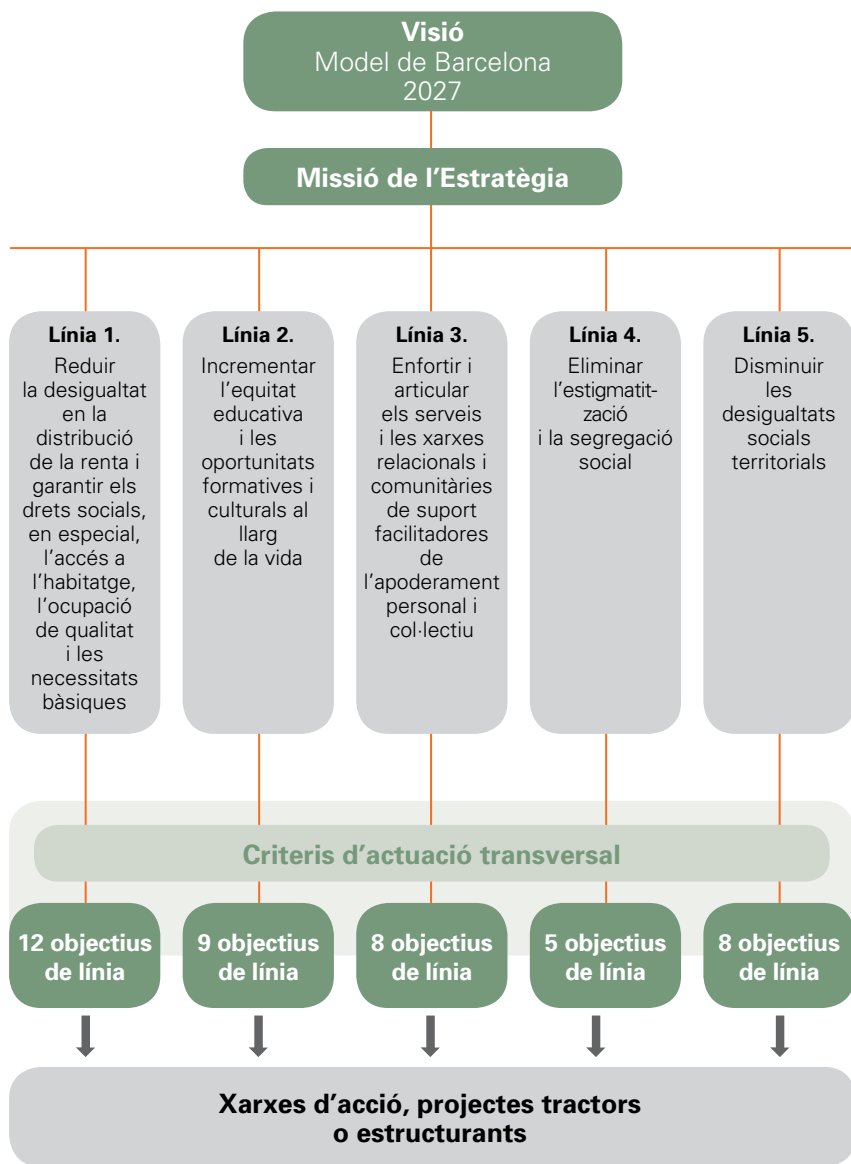 Visió
Model de Barcelona
2027
Missió de l'Estratègia
Línia 1.
Reduir
la desigualtat
en la
distribució
de la renta i
garantir els
drets socials,
en especial,
l'accés a
l'habitatge,
l'ocupació
de qualitat
i les
necessitats
bàsiques
Línia 2.
Incrementar
l'equitat
educativa
i les
oportunitats
formatives i
culturals al
llarg
de la vida
Línia 3.
Enfortir i
articular
els serveis
i les xarxes
relacionals i
comunitàries
de suport
facilitadores
de
l'apoderament
personal i
col·lectiu
Línia 4.
Eliminar
l'estigmatit-
zació
i la segregació
social
Línia 5.
Disminuir
les
desigualtats
socials
territorials
Criteris d'actuació transversal
12 objectius
de línia
9 objectius
de línia
8 objectius
de línia
5 objectius
de línia
8 objectius
de línia
Xarxes d'acció, projectes tractors
o estructurants